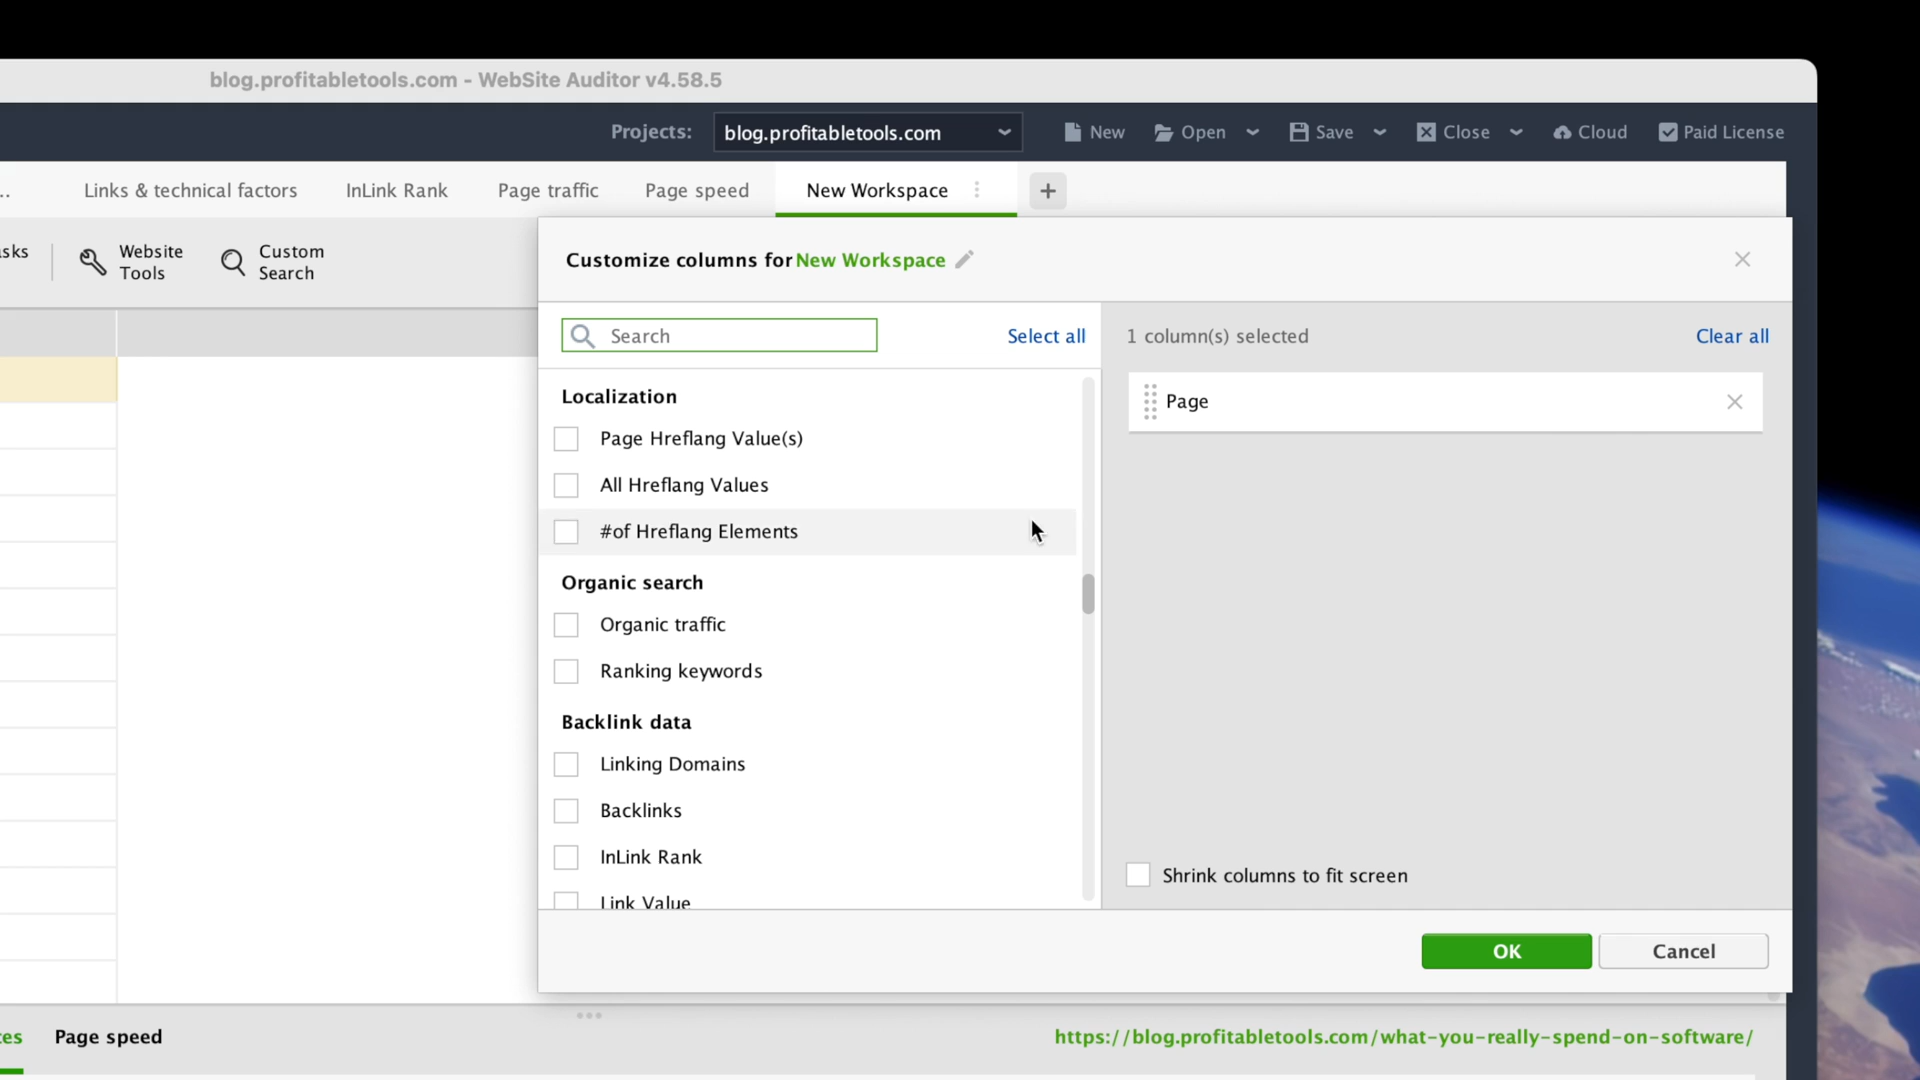 blog.profitabletools.com - WebSite Auditor v4.58.5
Projects: blog.profitabletools.com New Open Save Close Cloud Paid License
.. Links & technical factors InLink Rank Page traffic Page speed New Workspace +
Website Tools
Custom Search
Customize columns for New Workspace
Search Select all
1 column(s) selected Clear all
Page
Localization
Page Hreflang Value(s)
All Hreflang Values
#of Hreflang Elements
Organic search
Organic traffic
Ranking keywords
Backlink data
Linking Domains
Backlinks
InLink Rank
Link Value
Shrink columns to fit screen
OK Cancel
Page speed
https://blog.profitabletools.com/what-you-really-spend-on-software/